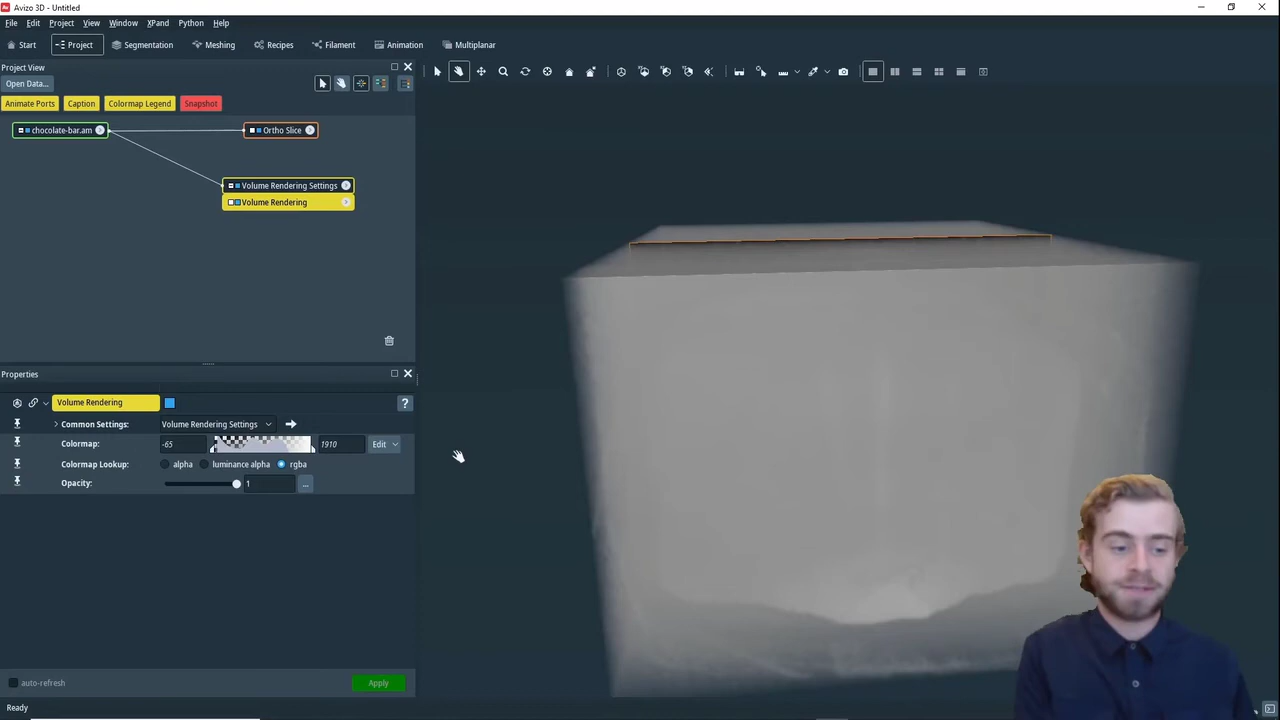 Avizo 3D - Untitled
File Edit Project View Window XPand Python Help
Start Project Segmentation Meshing Recipes Filament Animation Multiplanar
Project View
Open Data...
Animate Ports Caption Colormap Legend Snapshot
chocolate-bar.am Ortho Slice
Volume Rendering Settings
Volume Rendering
Properties
Volume Rendering ?
Common Settings: Volume Rendering Settings
Colormap: -65 1910 Edit
Colormap Lookup: alpha luminance alpha rgba
Opacity: 1 ...
auto-refresh Apply
Ready